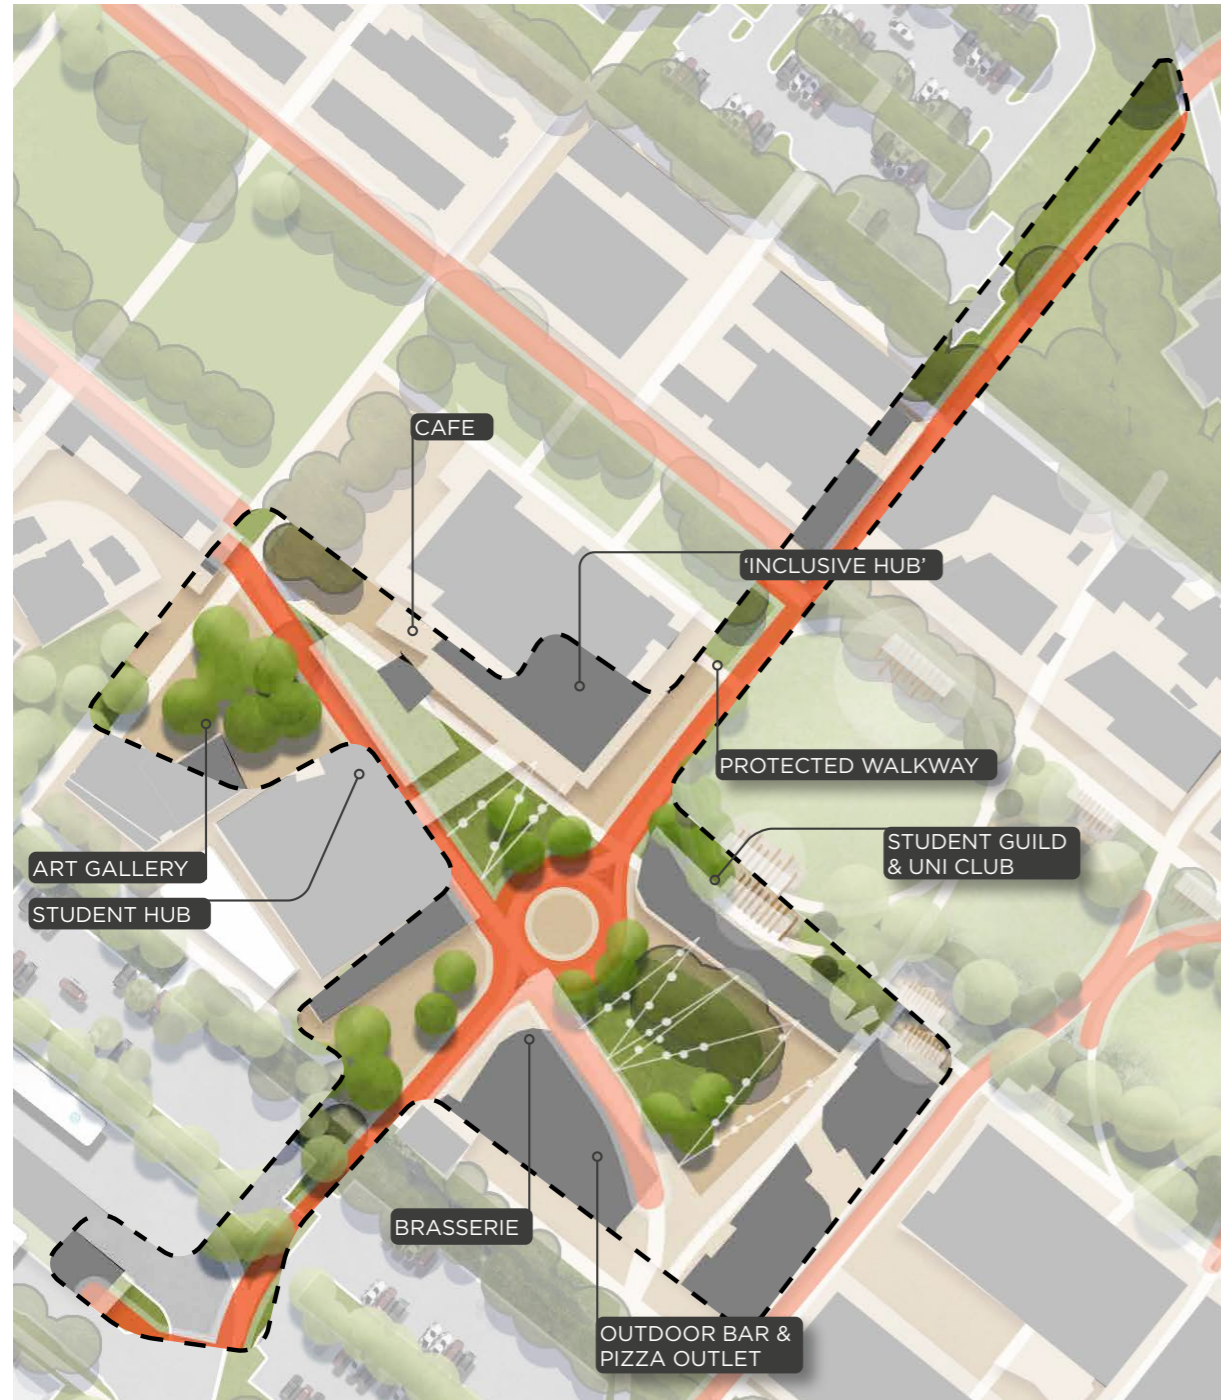 CAFE
‘INCLUSIVE HUB’
PROTECTED WALKWAY
STUDENT GUILD
& UNI CLUB
ART GALLERY
STUDENT HUB
BRASSERIE
OUTDOOR BAR &
PIZZA OUTLET